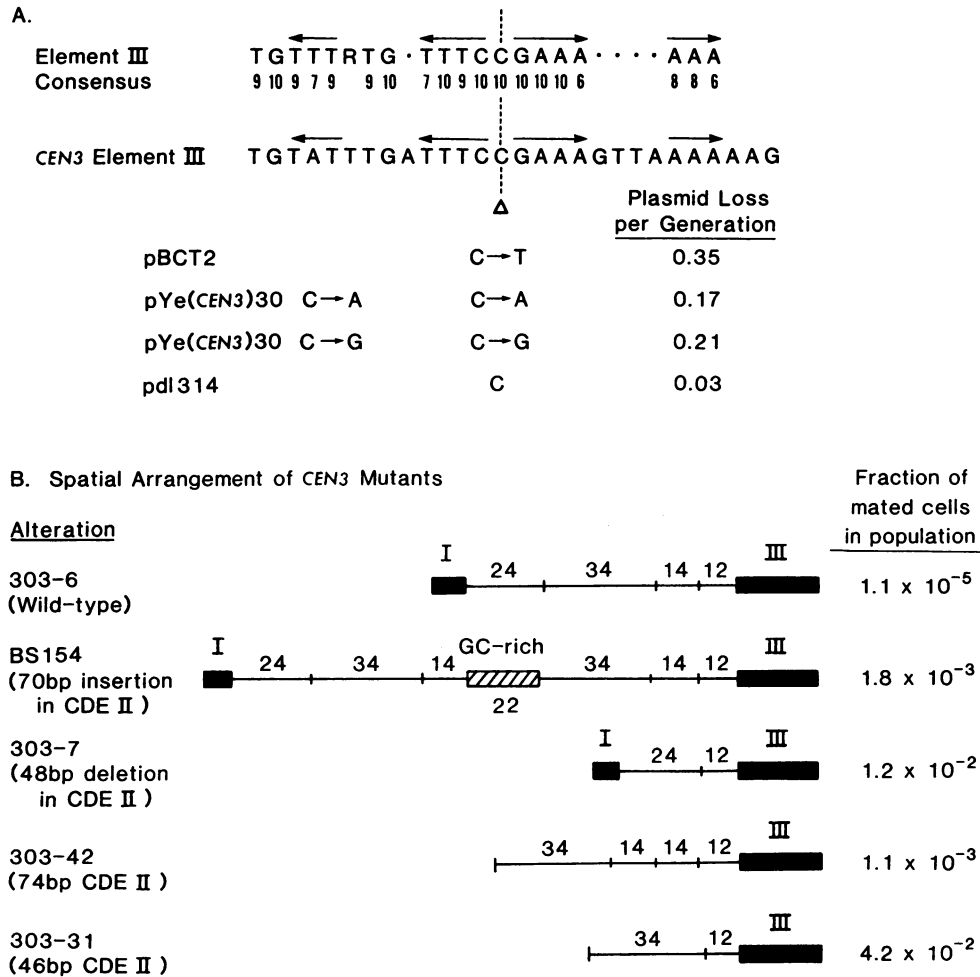 A.
Element III T G T T T R T G · T T T C C G A A A · · · · A A A
Consensus 9 10 9 7 9 9 10 7 10 9 10 10 10 10 10 6 8 8 6
CEN3 Element III T G T A T T T G A T T T C C G A A A G T T A A A A A A G
Δ
Plasmid Loss
per Generation
pBCT2 C→T 0.35
pYe(CEN3)30 C→A C→A 0.17
pYe(CEN3)30 C→G C→G 0.21
pdl314 C 0.03
B. Spatial Arrangement of CEN3 Mutants
Fraction of
mated cells
in population
Alteration
I III
303-6 24 34 14 12 1.1 x 10⁻⁵
(Wild-type)
I GC-rich III
BS154 24 34 14 34 14 12
(70bp insertion 1.8 x 10⁻³
in CDE II) 22
I III
303-7 24 12
(48bp deletion 1.2 x 10⁻²
in CDE II)
III
303-42 34 14 14 12 1.1 x 10⁻³
(74bp CDE II)
III
303-31 34 12 4.2 x 10⁻²
(46bp CDE II)